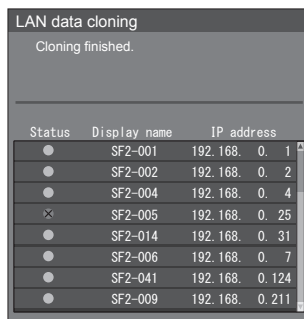 LAN data cloning
Cloning finished.
Status Display name IP address
SF2-001 192.168. 0. 1
SF2-002 192.168. 0. 2
SF2-004 192.168. 0. 4
SF2-005 192.168. 0. 25
SF2-014 192.168. 0. 31
SF2-006 192.168. 0. 7
SF2-041 192.168. 0.124
SF2-009 192.168. 0.211